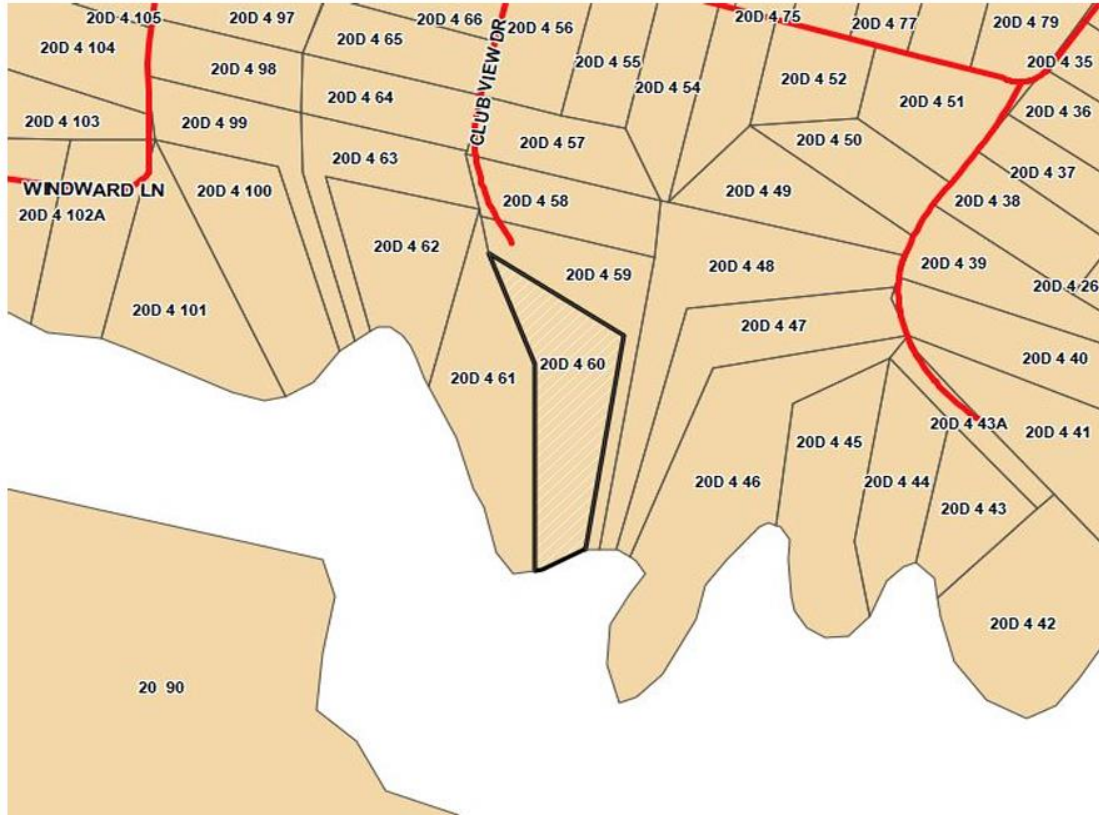 20D 4 105
20D 4 97
20D 4 66
20D 4 56
20D 4 75
20D 4 77
20D 4 79
20D 4 104
20D 4 98
20D 4 65
20D 4 55
20D 4 52
20D 4 35
20D 4 64
CLUB VIEW DR
20D 4 54
20D 4 51
20D 4 36
20D 4 103
20D 4 99
20D 4 63
20D 4 57
20D 4 50
20D 4 37
WINDWARD LN
20D 4 100
20D 4 58
20D 4 49
20D 4 38
20D 4 102A
20D 4 62
20D 4 59
20D 4 48
20D 4 39
20D 4 26
20D 4 101
20D 4 47
20D 4 40
20D 4 61
20D 4 60
20D 4 43A
20D 4 41
20D 4 45
20D 4 46
20D 4 44
20D 4 43
20D 4 42
20 90